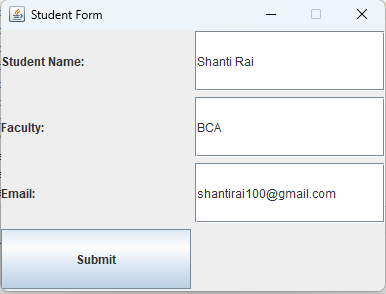 Student Form
Student Name: Shanti Rai
Faculty: BCA
Email: shantirai100@gmail.com
Submit